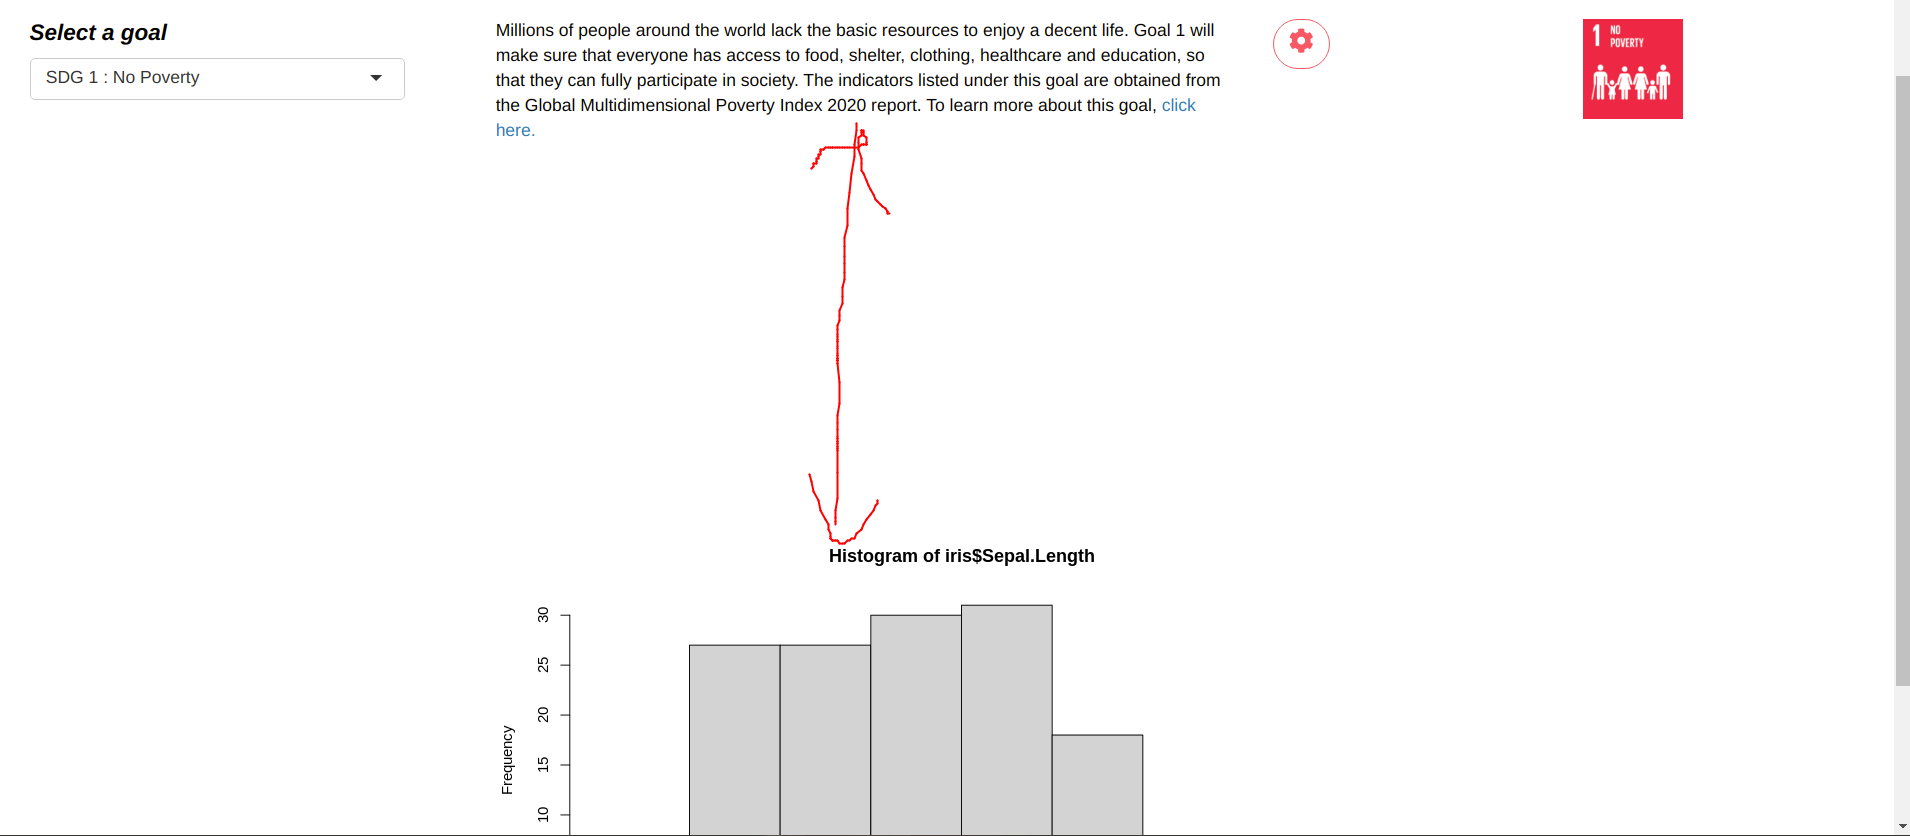 Select a goal
SDG 1 : No Poverty
Millions of people around the world lack the basic resources to enjoy a decent life. Goal 1 will
make sure that everyone has access to food, shelter, clothing, healthcare and education, so
that they can fully participate in society. The indicators listed under this goal are obtained from
the Global Multidimensional Poverty Index 2020 report. To learn more about this goal, click
here.
1 NO
POVERTY
Histogram of iris$Sepal.Length
Frequency
30
25
20
15
10